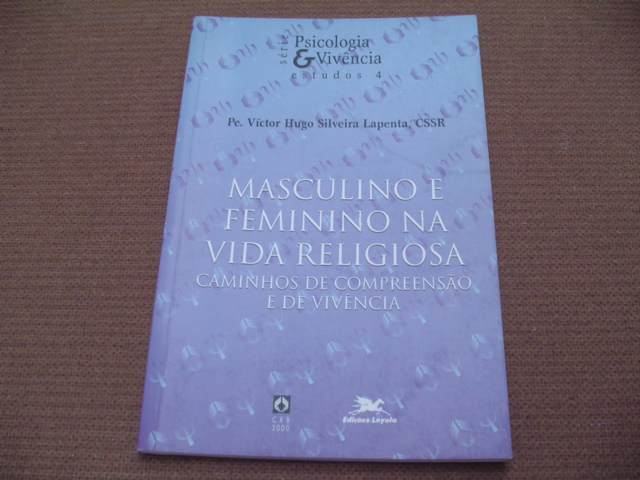 série Psicologia
& Vivência
estudos 4
Pe. Víctor Hugo Silveira Lapenta, CSSR
MASCULINO E
FEMININO NA
VIDA RELIGIOSA
CAMINHOS DE COMPREENSÃO
E DE VIVÊNCIA
CRB
2000
Edições Loyola